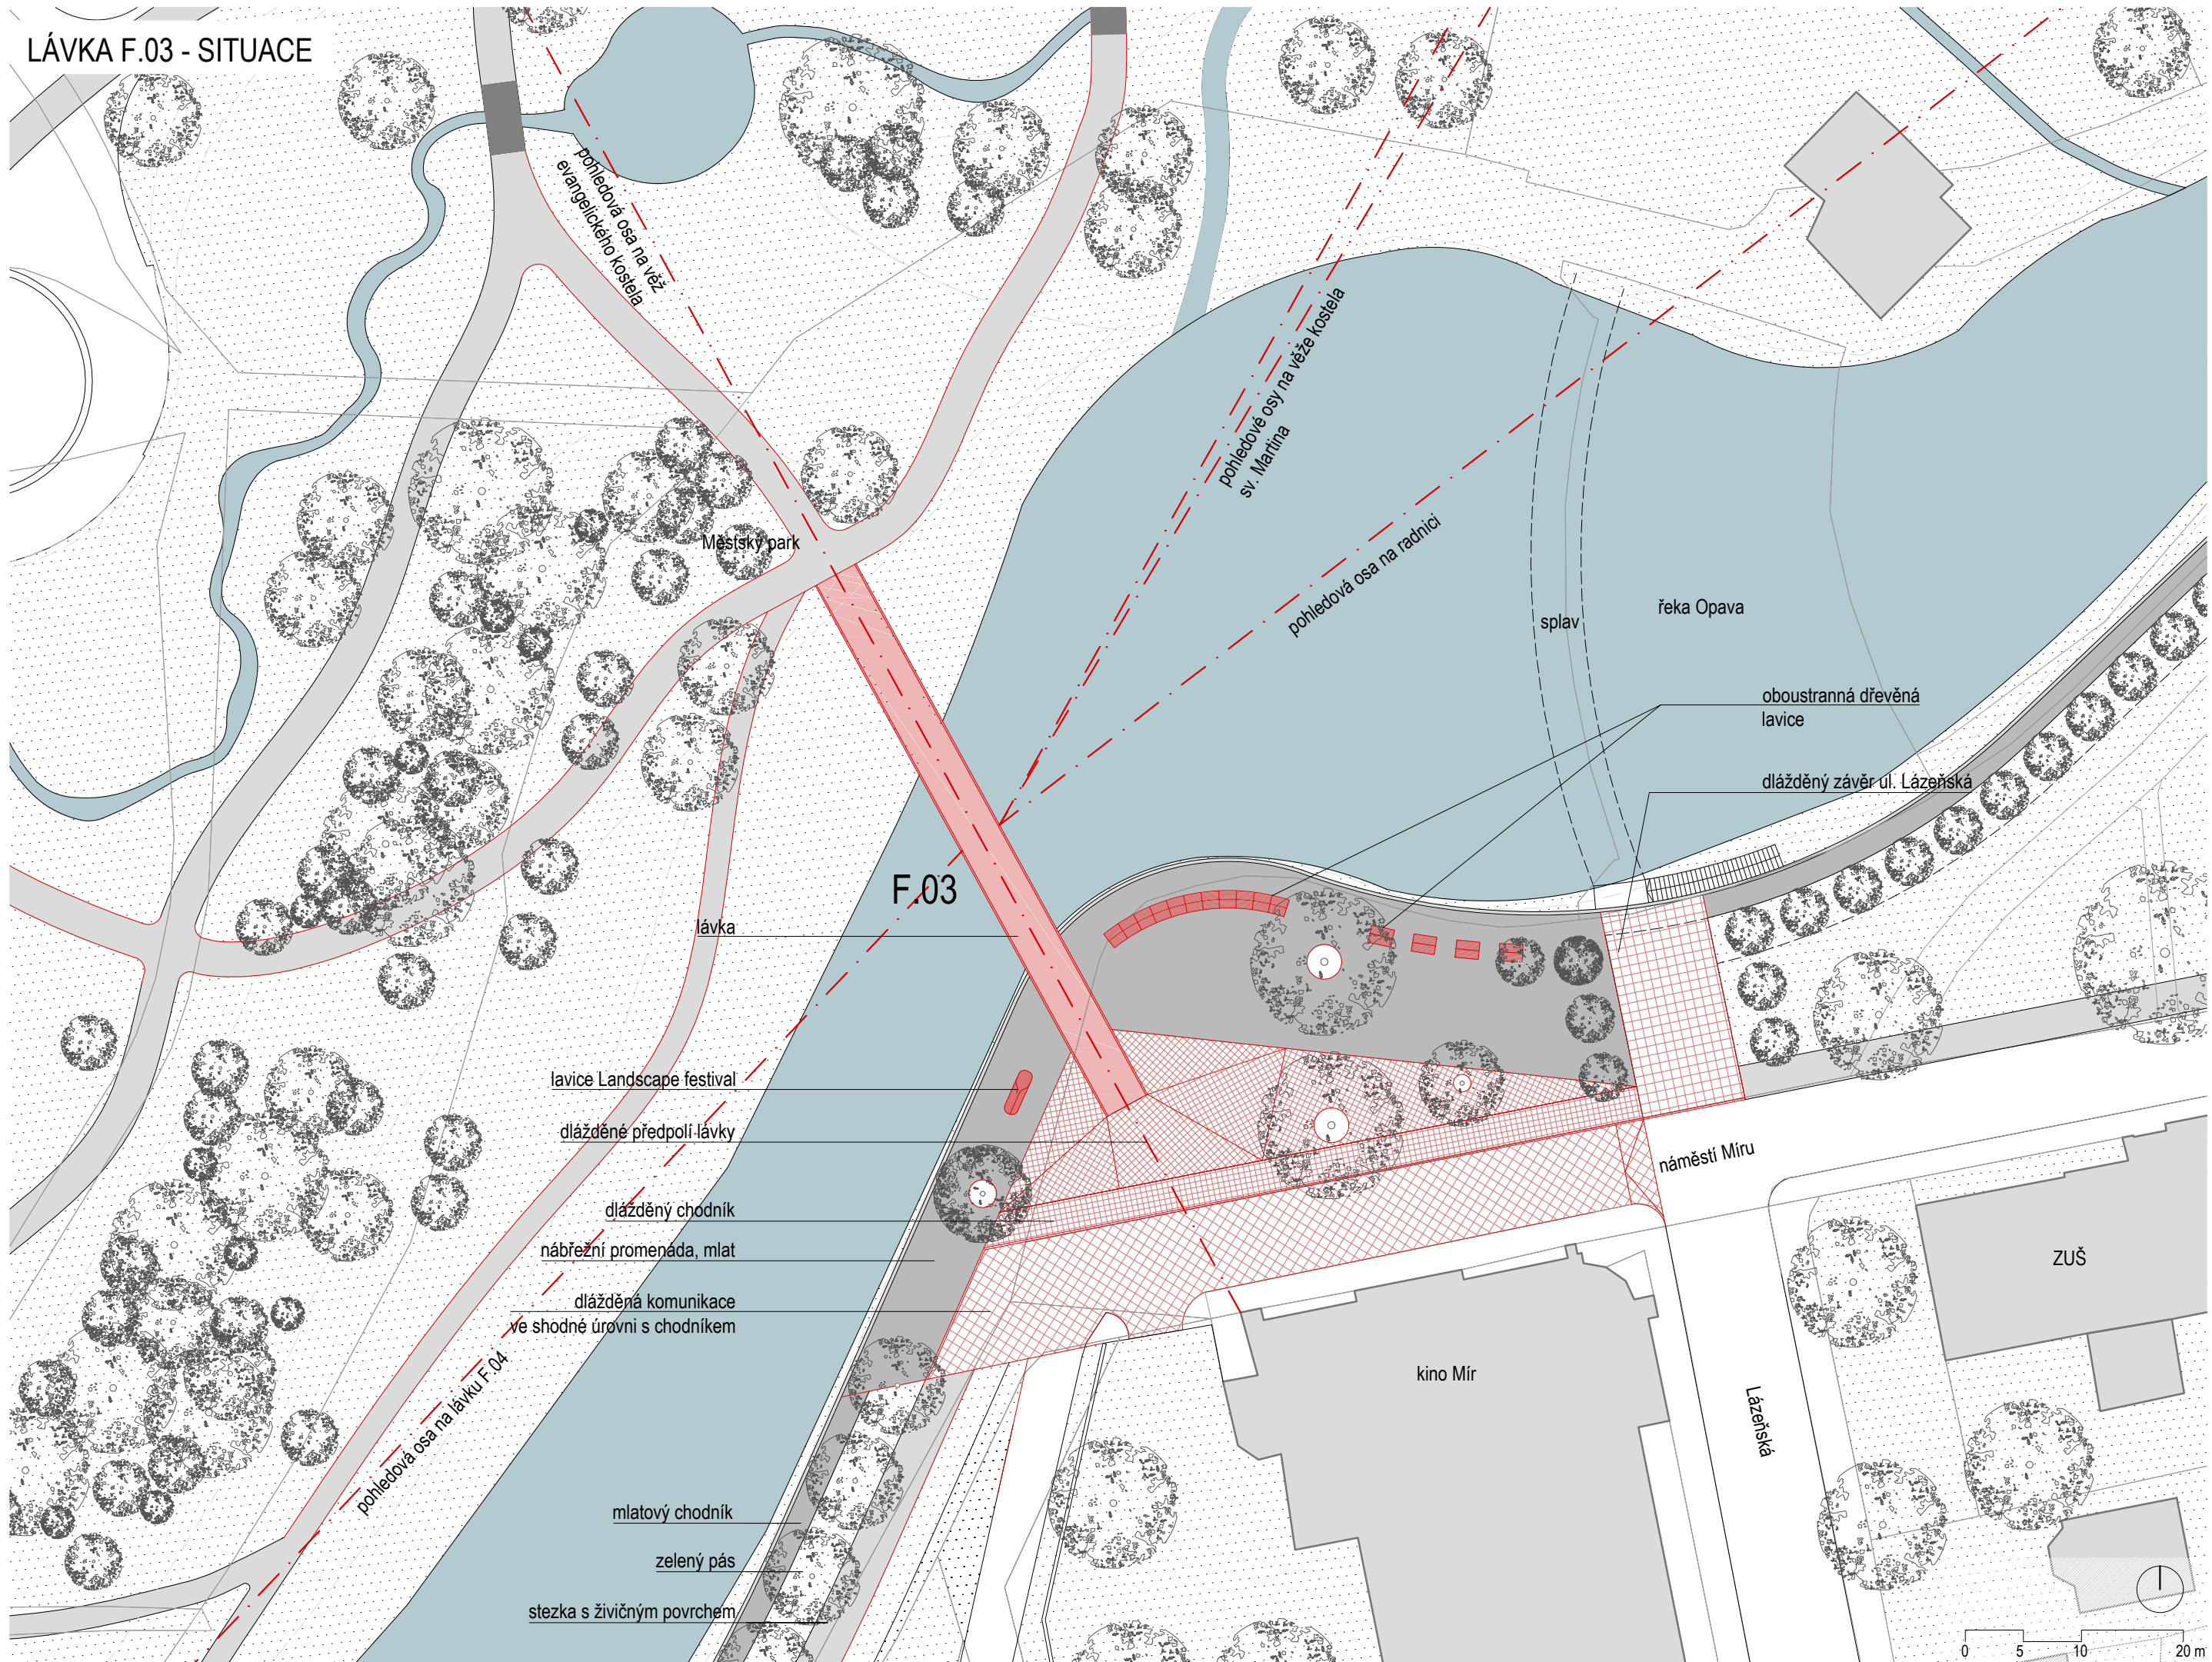 LÁVKA F.03 - SITUACE
pohledová osa na věž
evangelického kostela
pohledové osy na věže kostela
sv. Martina
pohledová osa na radnici
Městský park
splav
řeka Opava
oboustranná dřevěná
lavice
dlážděný závěr ul. Lázeňská
F.03
lávka
lavice Landscape festival
dlážděné předpolí lávky
dlážděný chodník
nábřežní promenáda, mlat
dlážděná komunikace
ve shodné úrovni s chodníkem
náměstí Míru
ZUŠ
kino Mír
Lázeňská
pohledová osa na lávku F.04
mlatový chodník
zelený pás
stezka s živičným povrchem
0 5 10 20 m